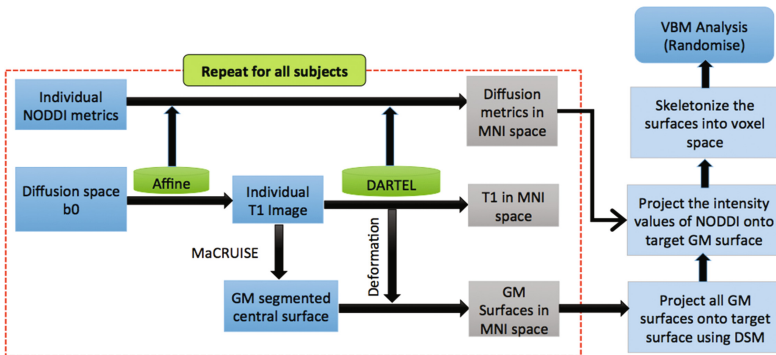 VBM Analysis
(Randomise)
Repeat for all subjects
Individual
NODDI metrics
Diffusion
metrics in
MNI space
Skeletonize the
surfaces into voxel
space
Diffusion space
b0
Affine
Individual
T1 Image
DARTEL
T1 in MNI
space
Project the intensity
values of NODDI onto
target GM surface
MaCRUISE
Deformation
GM segmented
central surface
GM
Surfaces in
MNI space
Project all GM
surfaces onto target
surface using DSM